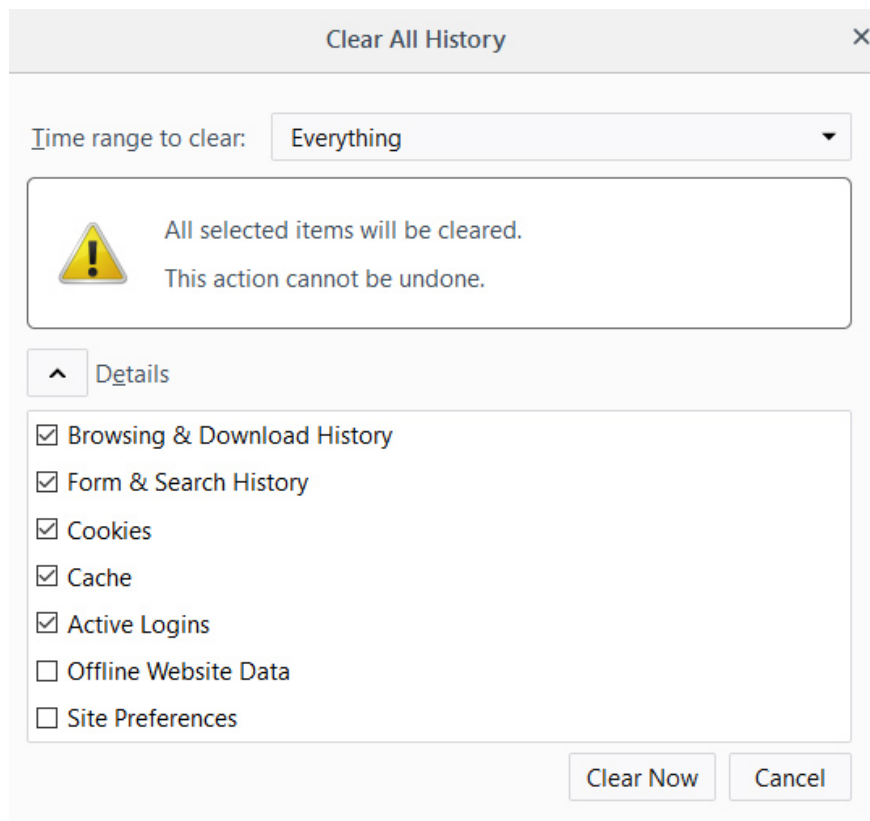 Clear All History
Time range to clear: Everything
All selected items will be cleared.
This action cannot be undone.
Details
Browsing & Download History
Form & Search History
Cookies
Cache
Active Logins
Offline Website Data
Site Preferences
Clear Now Cancel